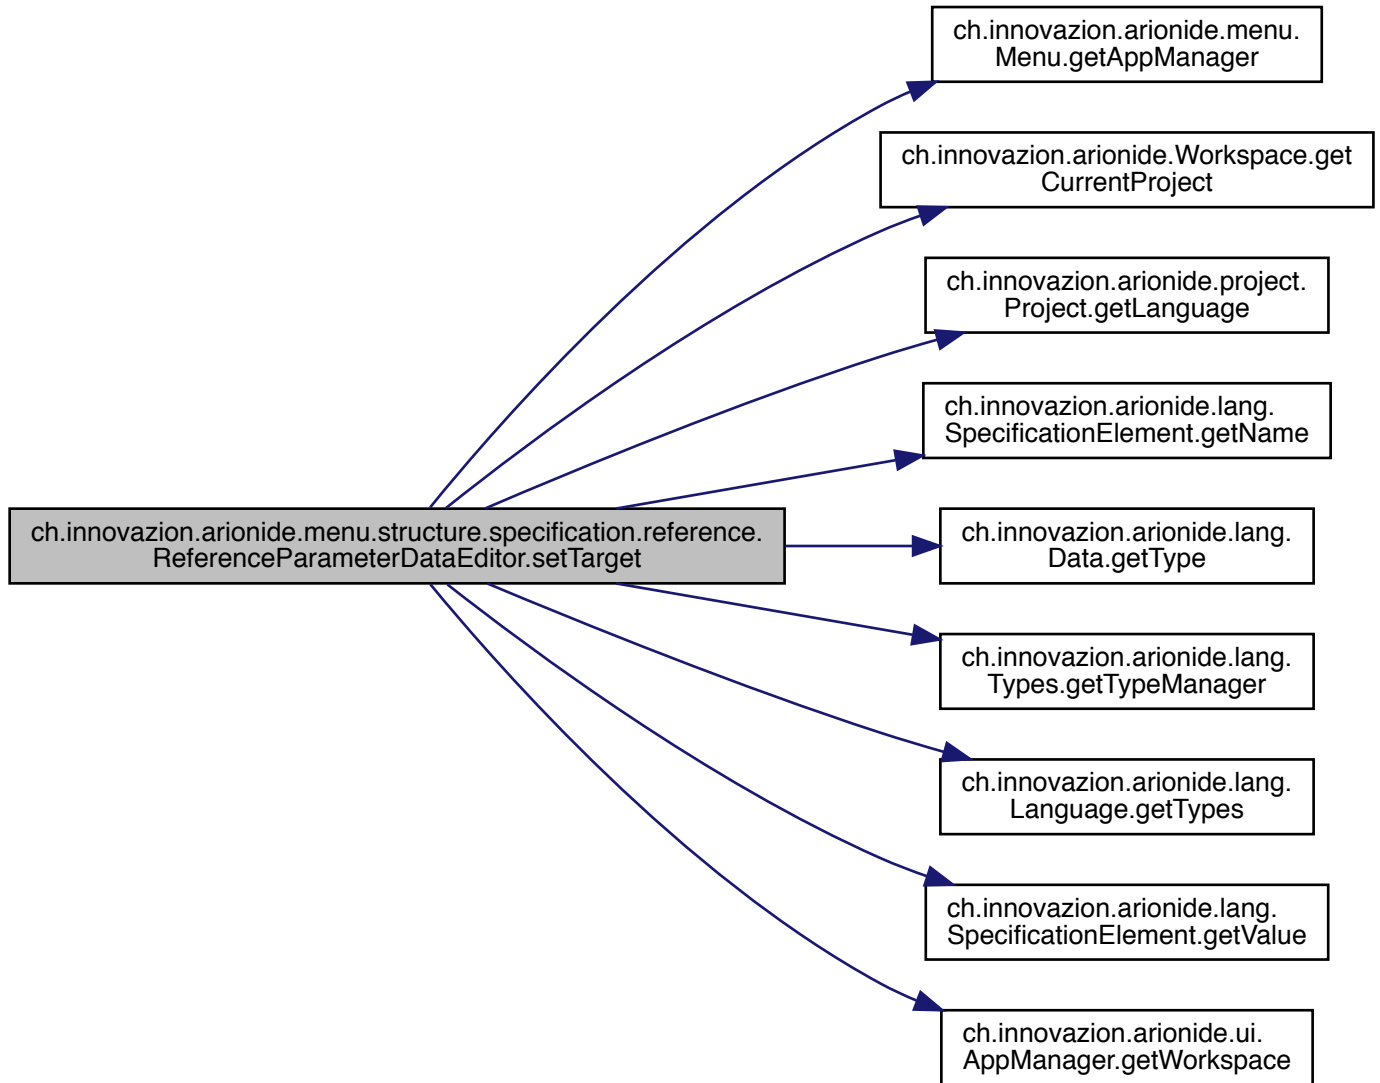 ch.innovazion.arionide.menu.
Menu.getAppManager
ch.innovazion.arionide.Workspace.get
CurrentProject
ch.innovazion.arionide.project.
Project.getLanguage
ch.innovazion.arionide.lang.
SpecificationElement.getName
ch.innovazion.arionide.menu.structure.specification.reference.
ReferenceParameterDataEditor.setTarget
ch.innovazion.arionide.lang.
Data.getType
ch.innovazion.arionide.lang.
Types.getTypeManager
ch.innovazion.arionide.lang.
Language.getTypes
ch.innovazion.arionide.lang.
SpecificationElement.getValue
ch.innovazion.arionide.ui.
AppManager.getWorkspace